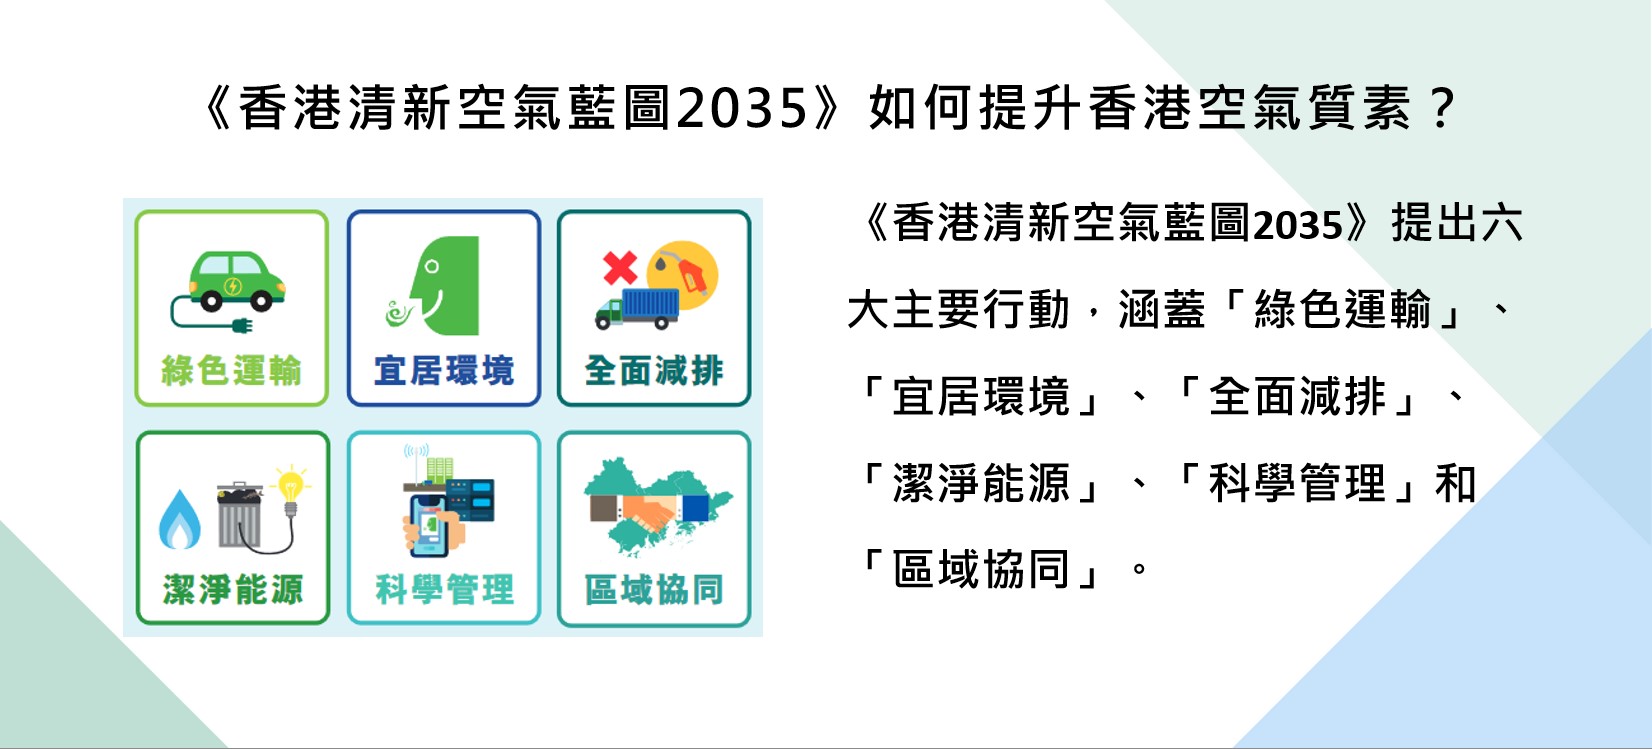 《香港清新空氣藍圖2035》如何提升香港空氣質素？
綠色運輸
宜居環境
全面減排
潔淨能源
科學管理
區域協同
《香港清新空氣藍圖2035》提出六
大主要行動，涵蓋「綠色運輸」、
「宜居環境」、「全面減排」、
「潔淨能源」、「科學管理」和
「區域協同」。